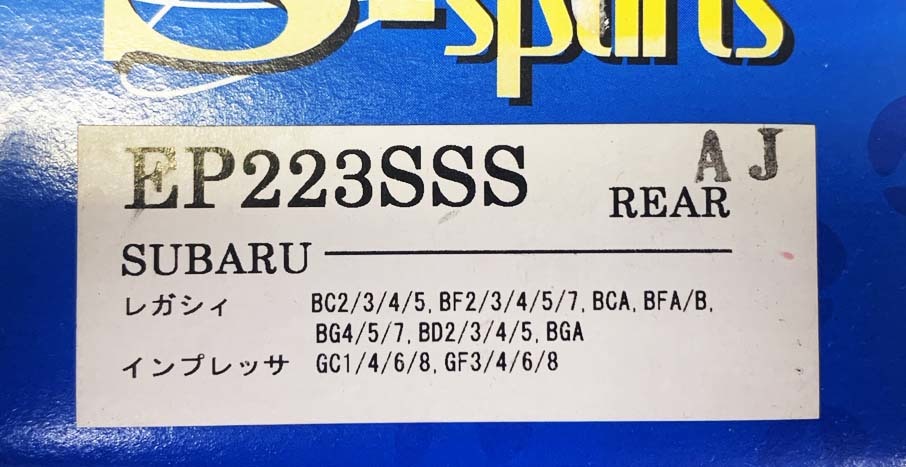 S-sparts
EP223SSS
AJ
REAR
SUBARU
レガシィ BC2/3/4/5, BF2/3/4/5/7, BCA, BFA/B,
BG4/5/7, BD2/3/4/5, BGA
インプレッサ GC1/4/6/8, GF3/4/6/8